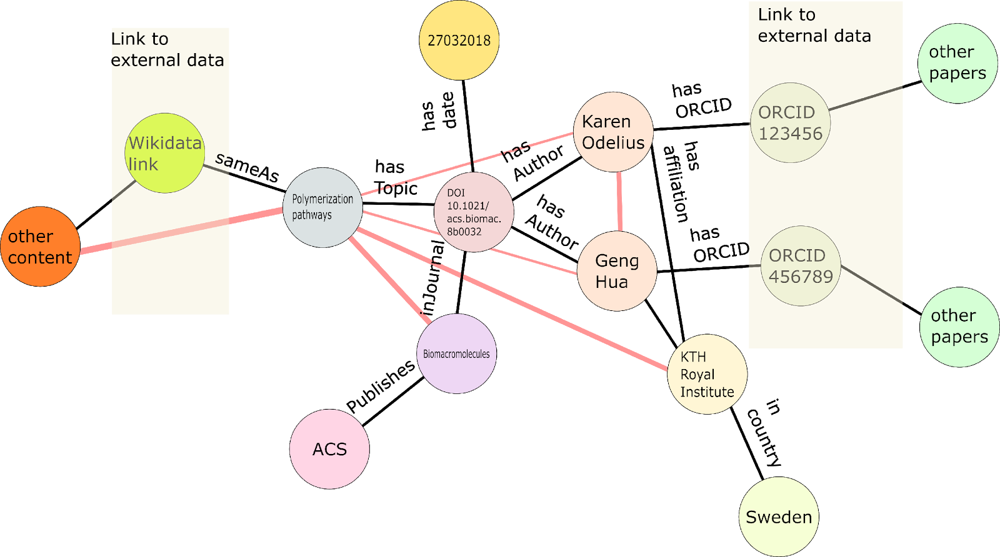 Link to
external data
27032018
Link to
external data
other
papers
Wikidata
link
sameAs
has
date
has
Topic
Polymerization
pathways
has
Author
Karen
Odelius
has
ORCID
ORCID
123456
has
affiliation
DOI
10.1021/
acs.biomac.
8b0032
has
Author
other
content
inJournal
Geng
Hua
has
ORCID
ORCID
456789
other
papers
Biomacromolecules
Publishes
ACS
KTH
Royal
Institute
in
country
Sweden